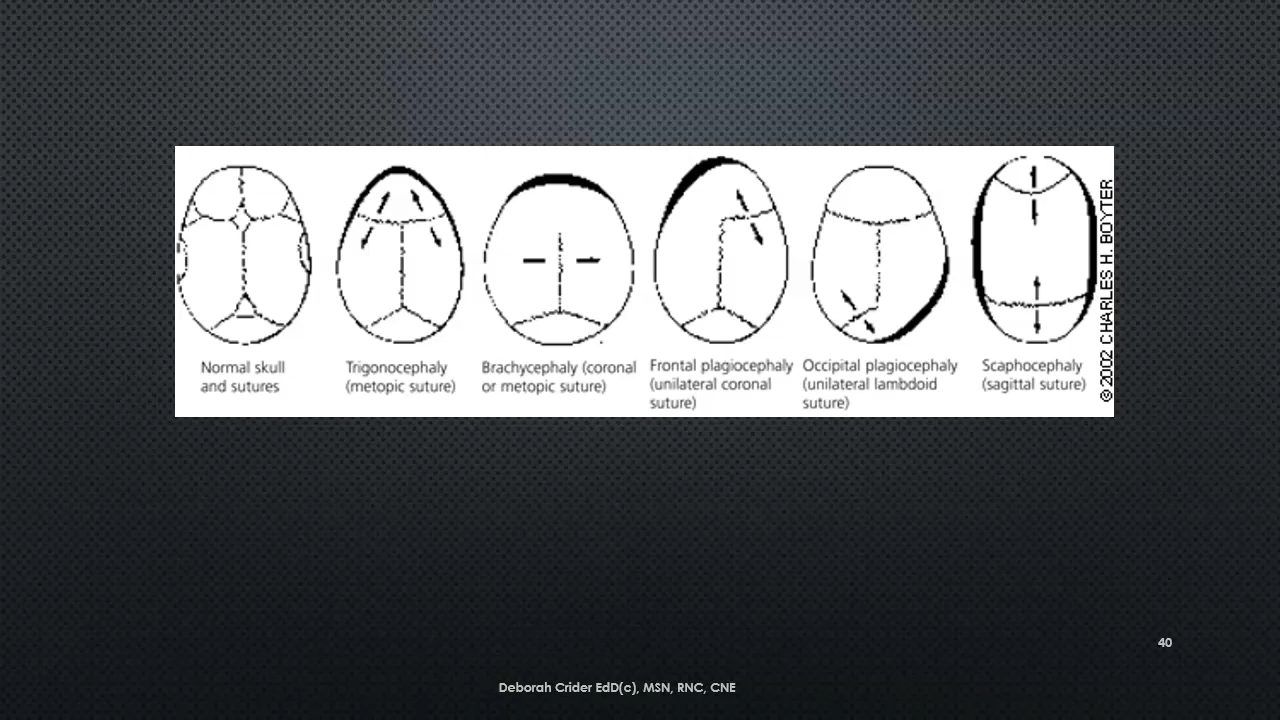 Normal skull
and sutures
Trigonocephaly
(metopic suture)
Brachycephaly (coronal
or metopic suture)
Frontal plagiocephaly
(unilateral coronal
suture)
Occipital plagiocephaly
(unilateral lambdoid
suture)
Scaphocephaly
(sagittal suture)
©2002 CHARLES H. BOYTER
40
Deborah Crider EdD(c), MSN, RNC, CNE